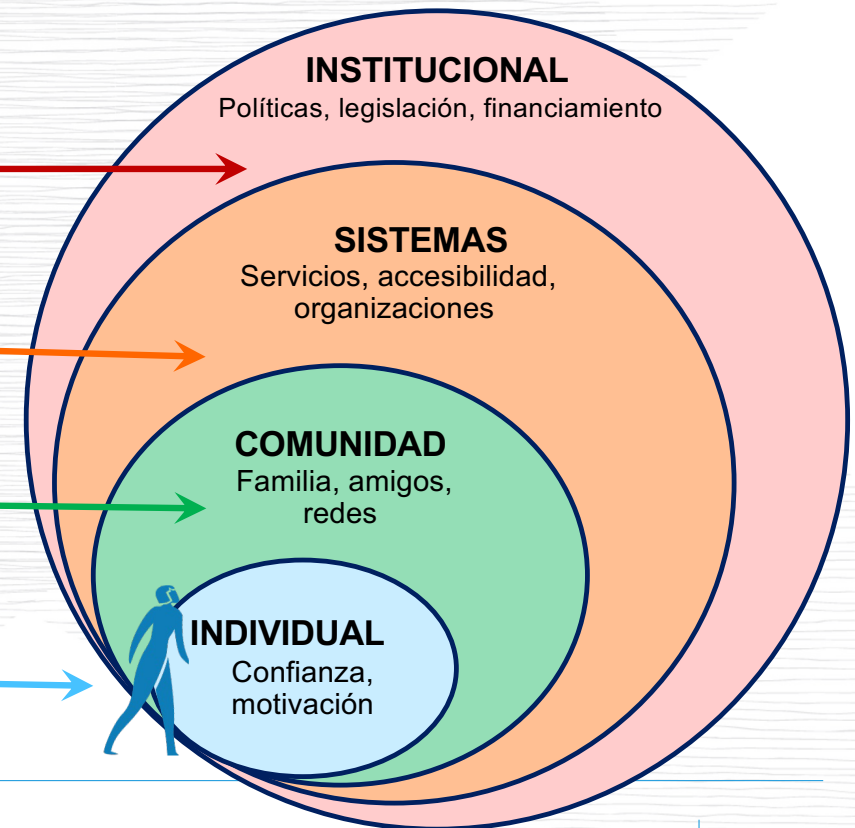 INSTITUCIONAL
Políticas, legislación, financiamiento
SISTEMAS
Servicios, accesibilidad,
organizaciones
COMUNIDAD
Familia, amigos,
redes
INDIVIDUAL
Confianza,
motivación